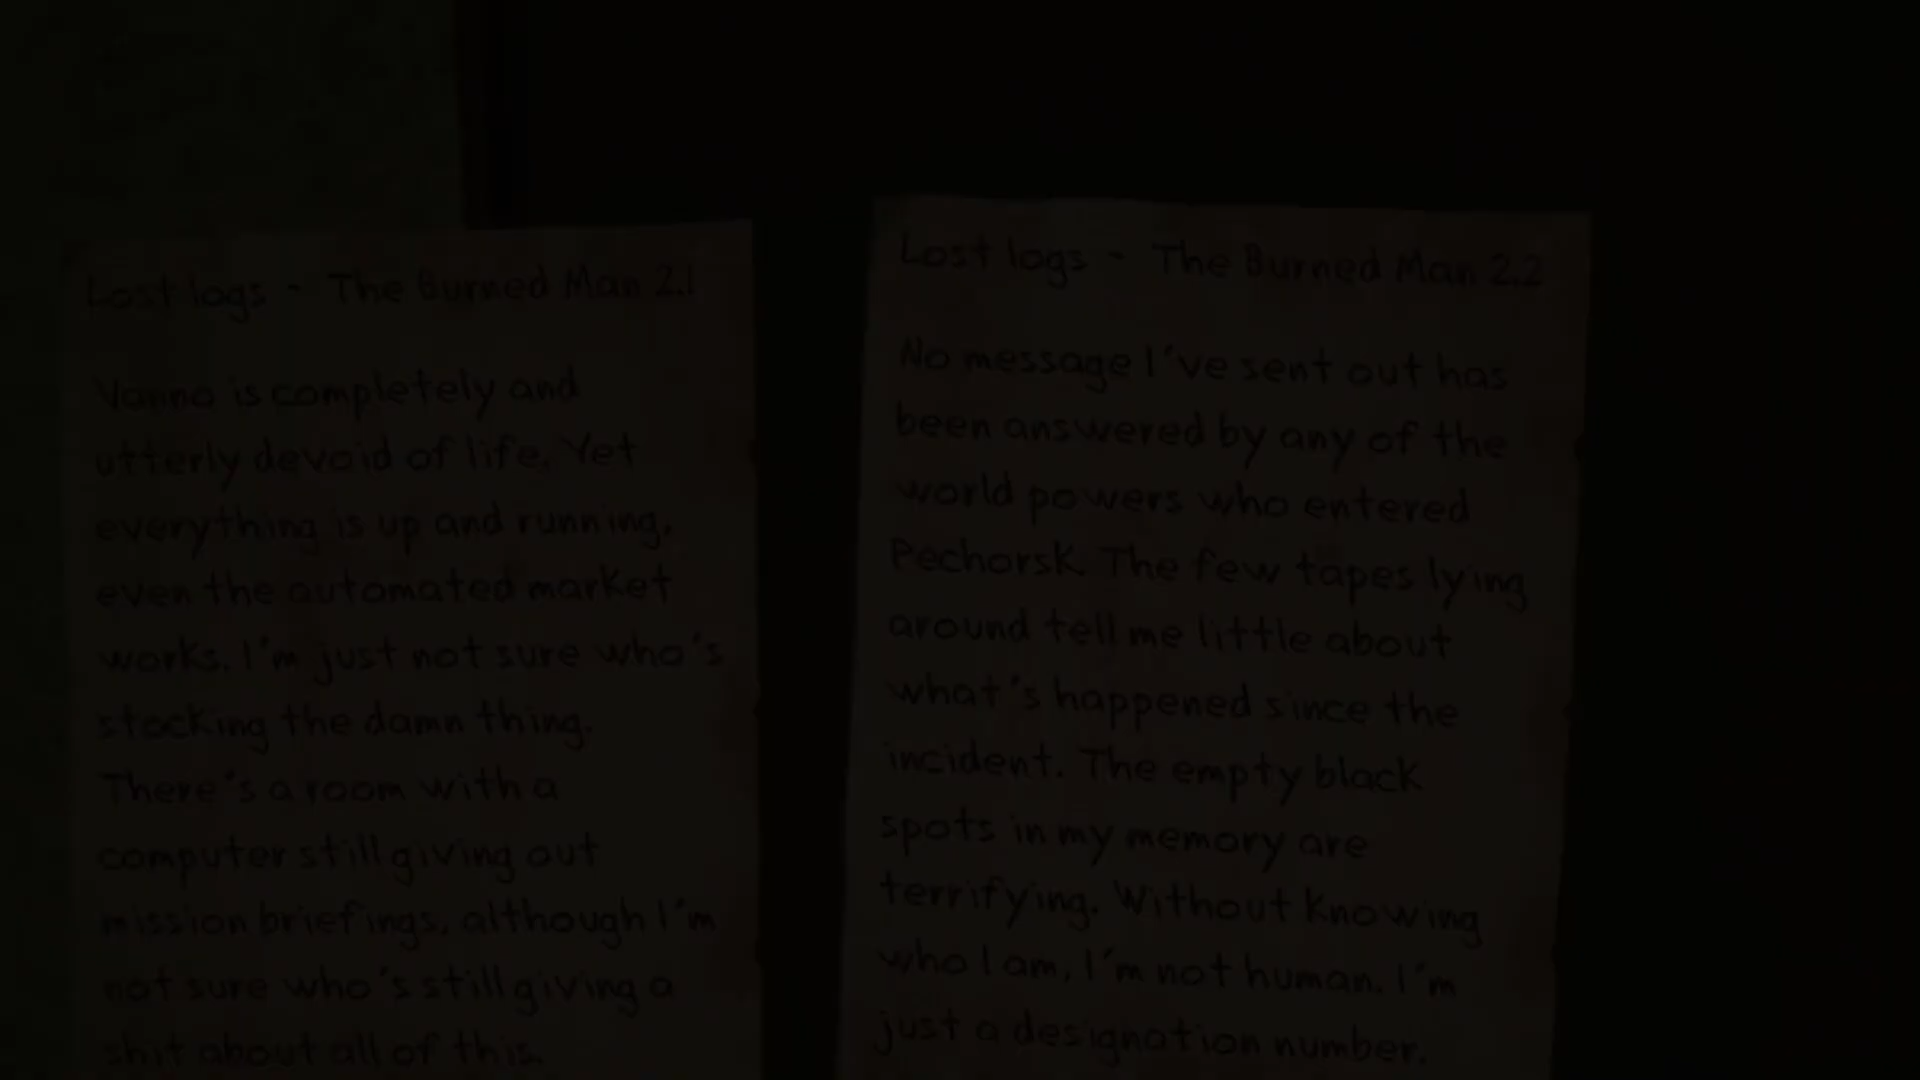 Lost logs - The Burned Man 2.1
Vanno is completely and
utterly devoid of life. Yet
everything is up and running,
even the automated market
works. I'm just not sure who's
stocking the damn thing.
There's a room with a
computer still giving out
mission briefings, although I'm
not sure who's still giving a
shit about all of this.
Lost logs - The Burned Man 2.2
No message I've sent out has
been answered by any of the
world powers who entered
Pechorsk. The few tapes lying
around tell me little about
what's happened since the
incident. The empty black
spots in my memory are
terrifying. Without knowing
who I am, I'm not human. I'm
just a designation number.